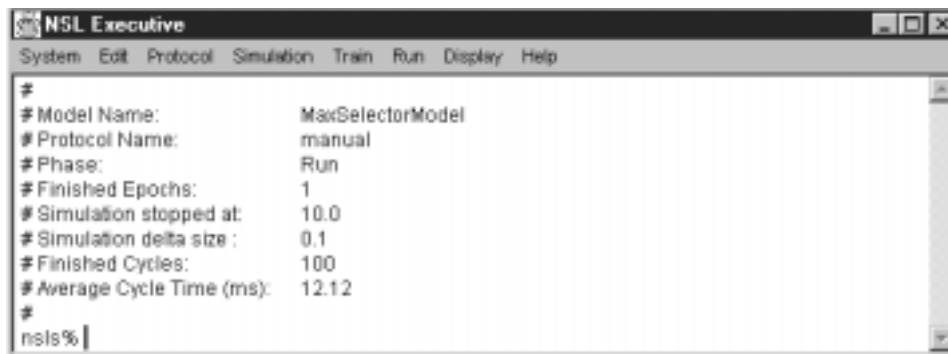 NSL Executive
System Edit Protocol Simulation Train Run Display Help
#
# Model Name: MaxSelectorModel
# Protocol Name: manual
# Phase: Run
# Finished Epochs: 1
# Simulation stopped at: 10.0
# Simulation delta size : 0.1
# Finished Cycles: 100
# Average Cycle Time (ms): 12.12
#
nsls%